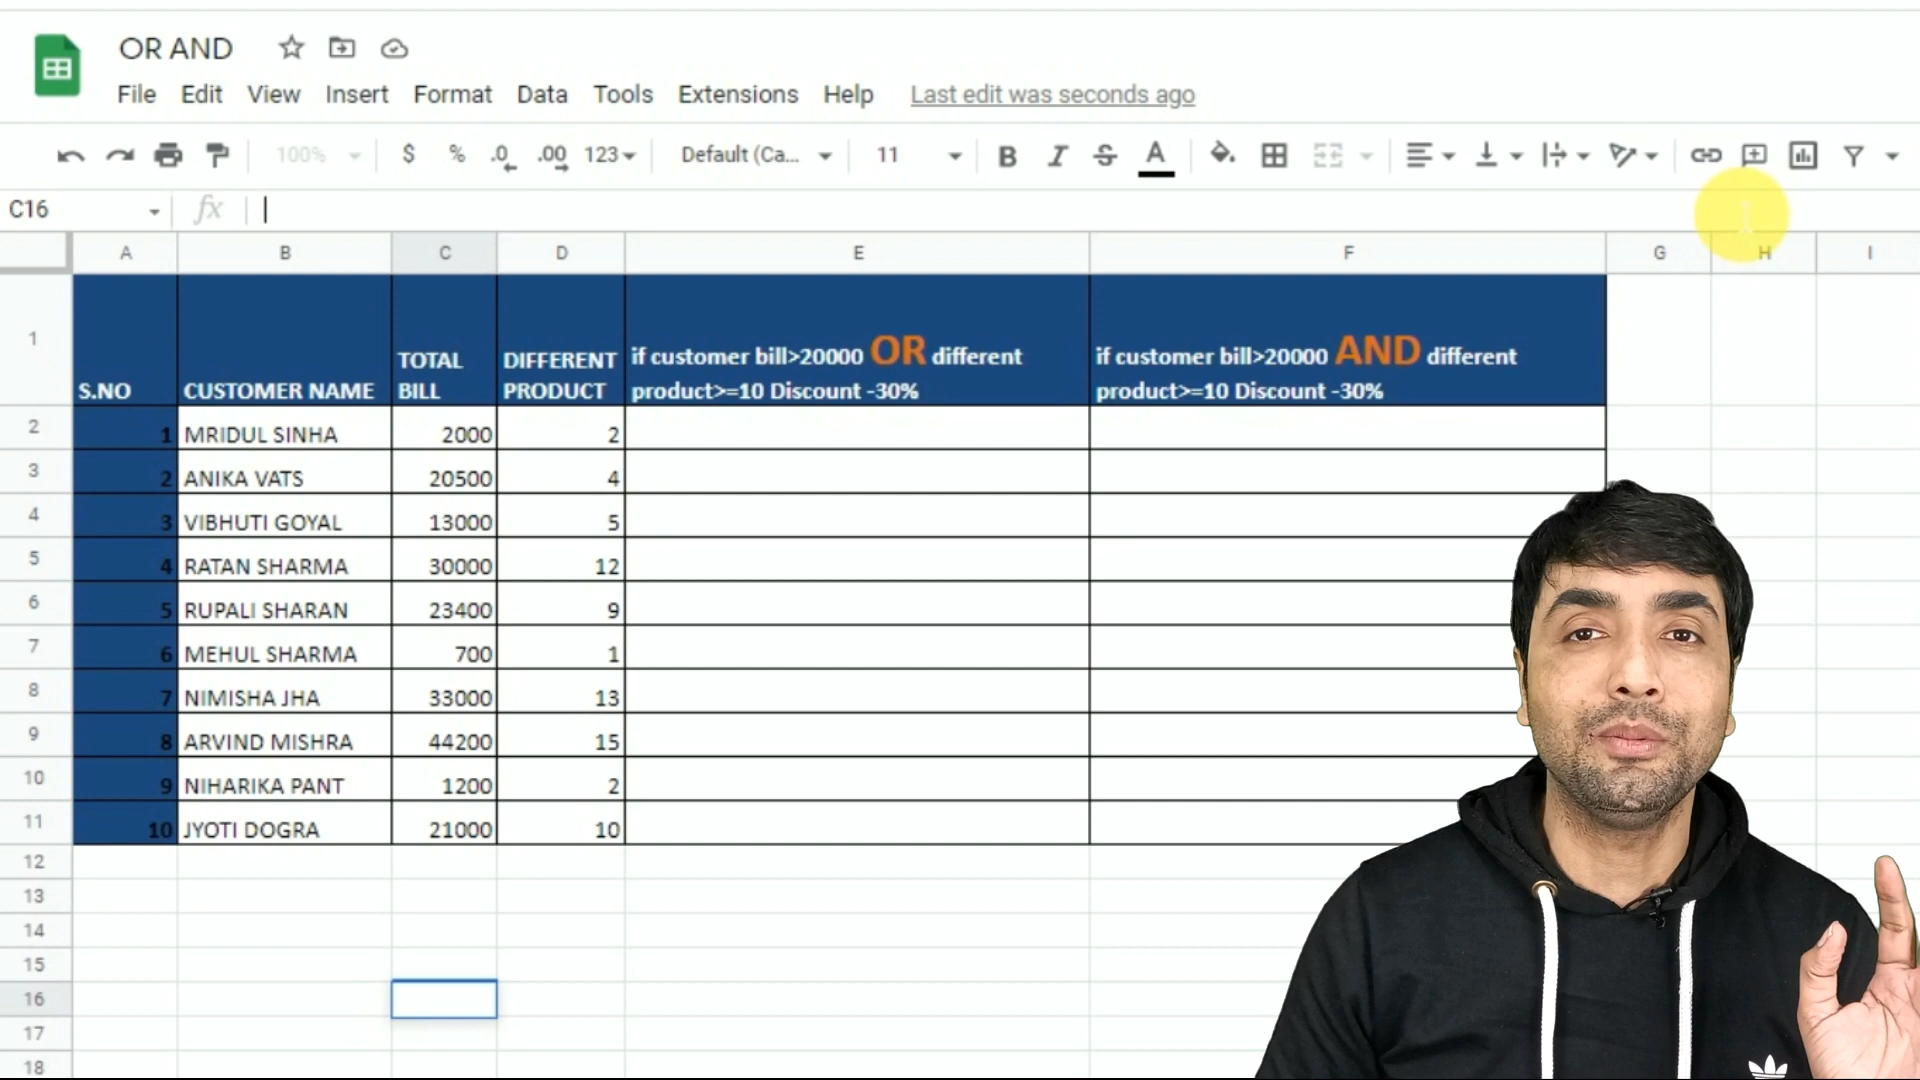 OR AND
File Edit View Insert Format Data Tools Extensions Help Last edit was seconds ago
100% $ % .0 .00 123 Default (Ca... 11 B I S A
C16 fx
A B C D E F G H I
1 S.NO CUSTOMER NAME TOTAL BILL DIFFERENT PRODUCT if customer bill>20000 OR different product>=10 Discount -30% if customer bill>20000 AND different product>=10 Discount -30%
2 1 MRIDUL SINHA 2000 2
3 2 ANIKA VATS 20500 4
4 3 VIBHUTI GOYAL 13000 5
5 4 RATAN SHARMA 30000 12
6 5 RUPALI SHARAN 23400 9
7 6 MEHUL SHARMA 700 1
8 7 NIMISHA JHA 33000 13
9 8 ARVIND MISHRA 44200 15
10 9 NIHARIKA PANT 1200 2
11 10 JYOTI DOGRA 21000 10
12
13
14
15
16
17
18